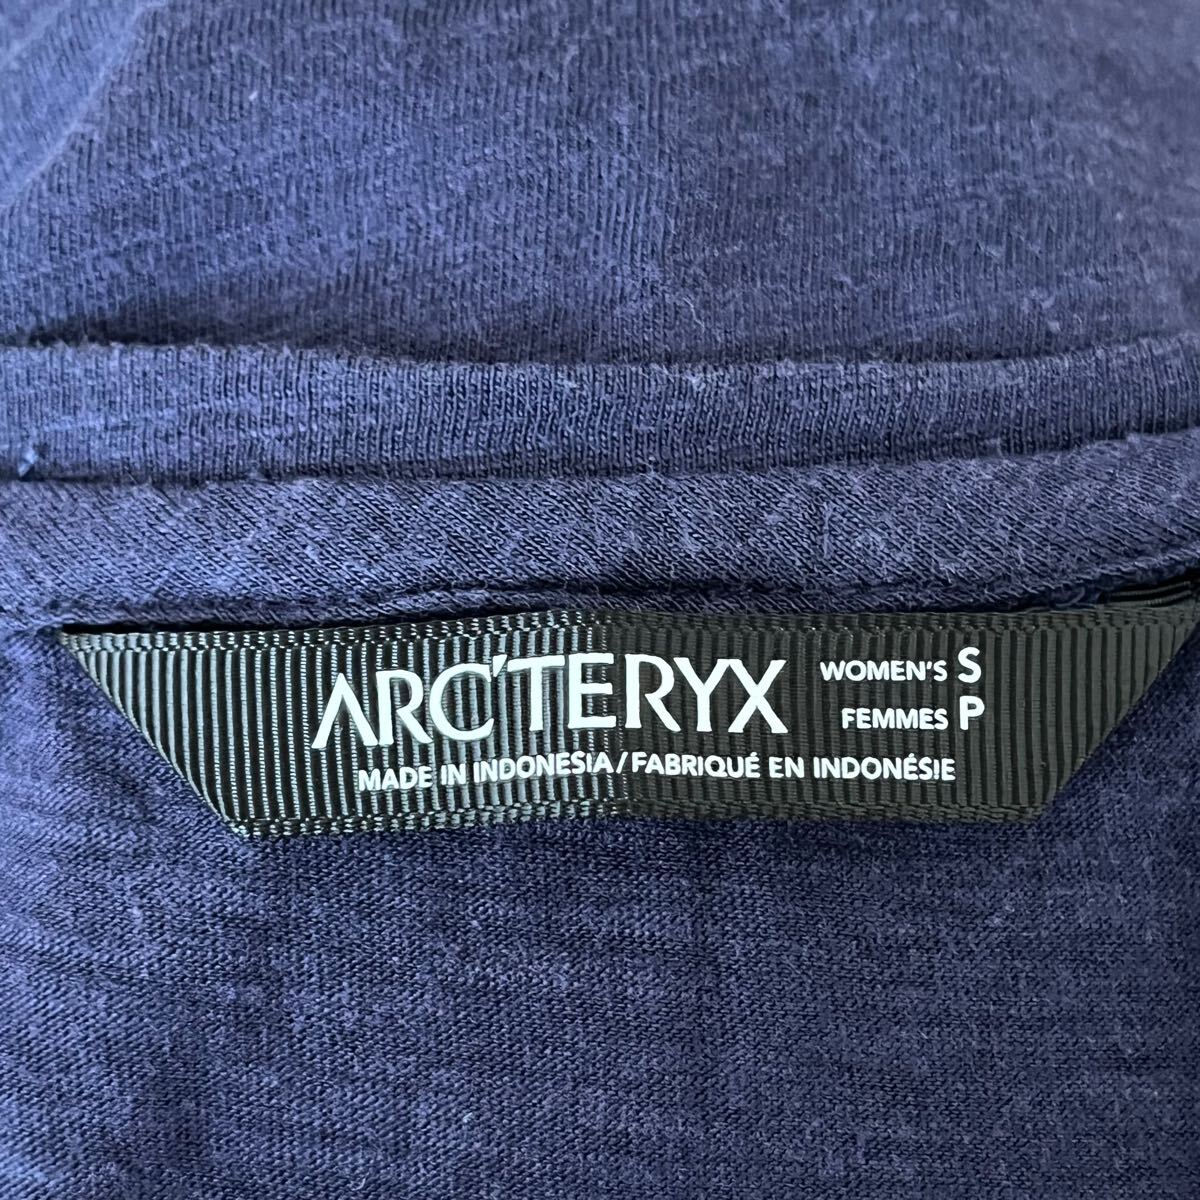 ARC'TERYX
WOMEN'S S
FEMMES P
MADE IN INDONESIA/FABRIQUÉ EN INDONÉSIE